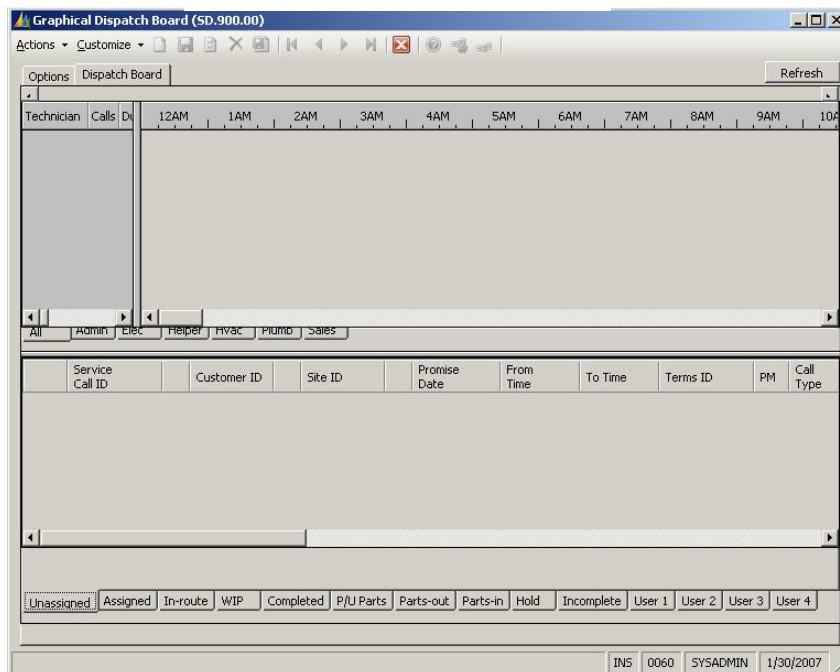 Graphical Dispatch Board (SD.900.00)
Actions Customize
Options Dispatch Board Refresh
Technician Calls Du 12AM 1AM 2AM 3AM 4AM 5AM 6AM 7AM 8AM 9AM 10A
All Admin Elec Helper Hvac Plumb Sales
Service Call ID Customer ID Site ID Promise Date From Time To Time Terms ID PM Call Type
Unassigned Assigned In-route WIP Completed P/U Parts Parts-out Parts-in Hold Incomplete User 1 User 2 User 3 User 4
INS 0060 SYSADMIN 1/30/2007